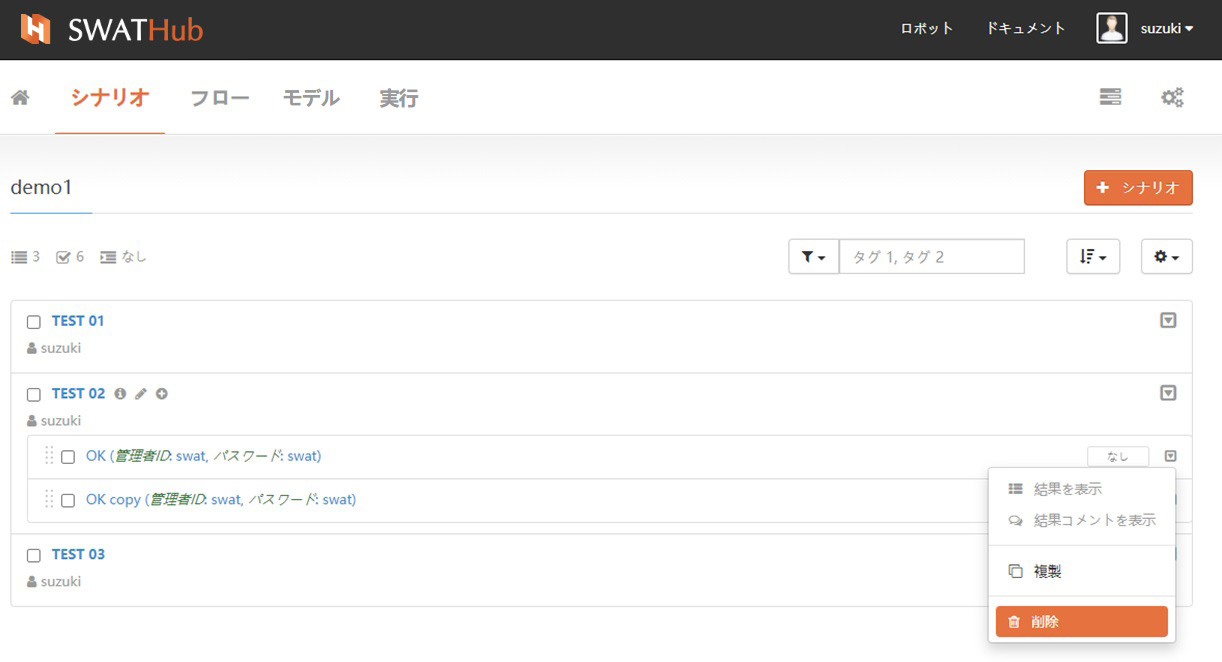 SWATHub
ロボット ドキュメント suzuki
シナリオ フロー モデル 実行
demo1
シナリオ
3 6 なし
タグ 1, タグ 2
TEST 01
suzuki
TEST 02
suzuki
OK (管理者ID: swat, パスワード: swat)
なし
OK copy (管理者ID: swat, パスワード: swat)
TEST 03
suzuki
結果を表示
結果コメントを表示
複製
削除